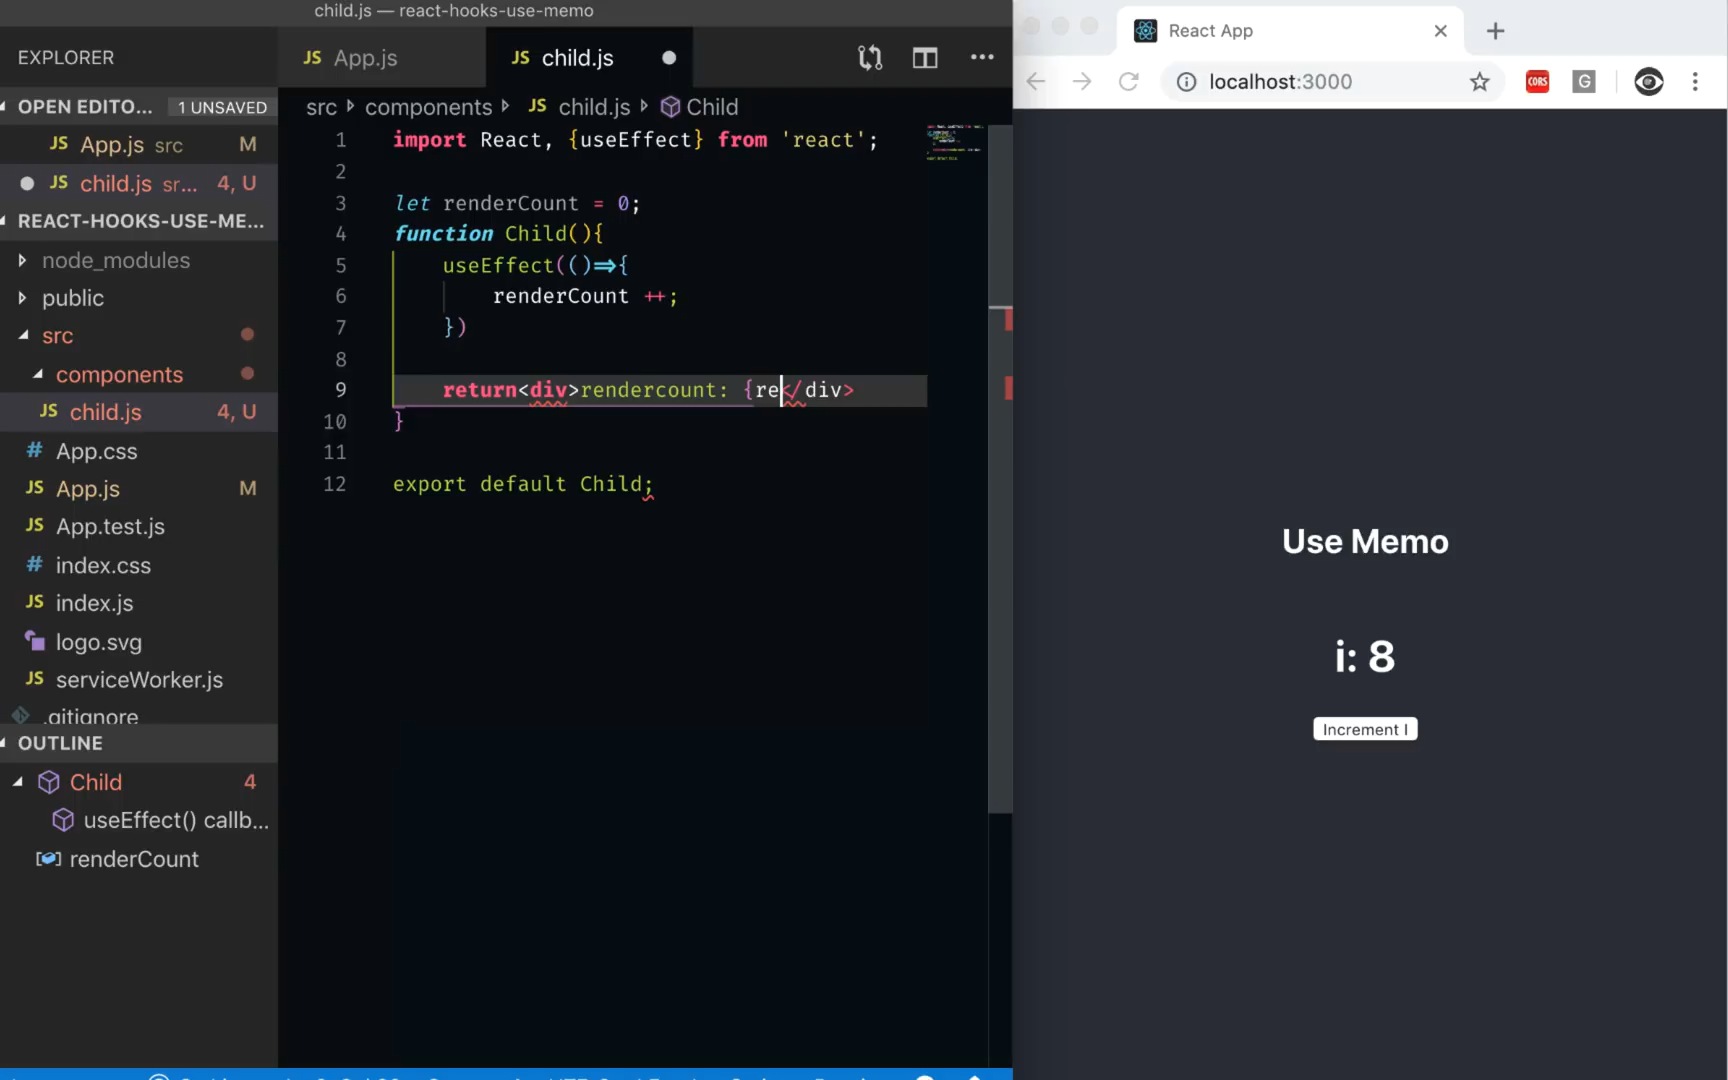 child.js — react-hooks-use-memo
EXPLORER
OPEN EDITO... 1 UNSAVED
JS App.js src M
JS child.js sr... 4, U
REACT-HOOKS-USE-ME...
node_modules
public
src
components
JS child.js 4, U
# App.css
JS App.js M
JS App.test.js
# index.css
JS index.js
logo.svg
JS serviceWorker.js
.gitignore
OUTLINE
Child 4
useEffect() callb...
renderCount
JS App.js
JS child.js
src components JS child.js Child
1 import React, {useEffect} from 'react';
2
3 let renderCount = 0;
4 function Child(){
5 useEffect(()=>{
6 renderCount ++;
7 })
8
9 return<div>rendercount: {re</div>
10 }
11
12 export default Child;
React App
localhost:3000
CORS
G
Use Memo
i: 8
Increment I